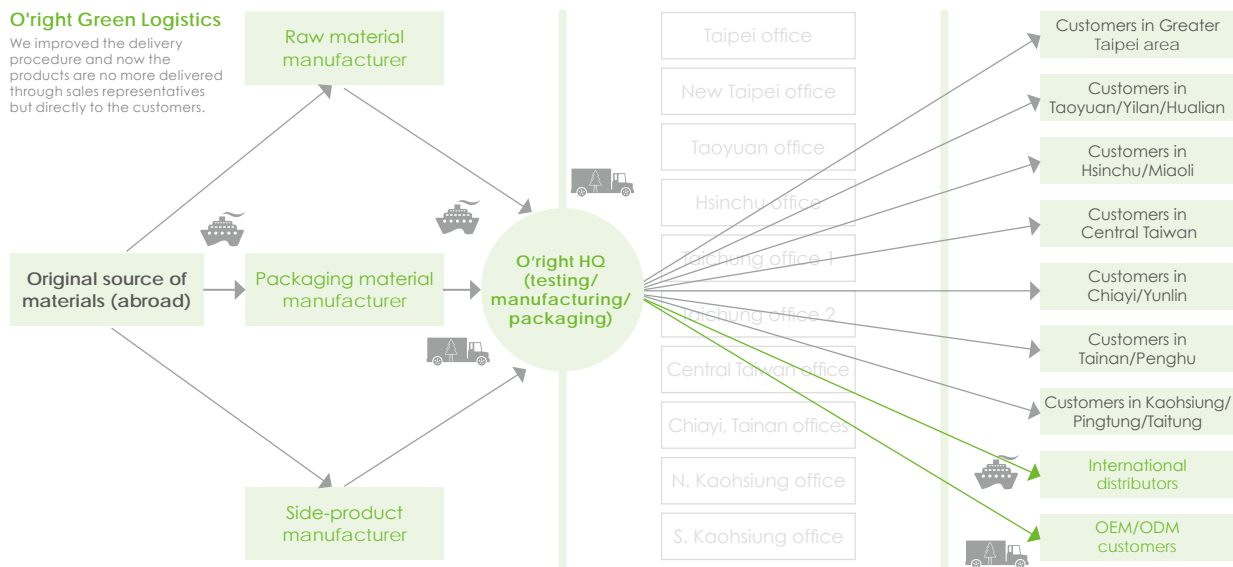 O'right Green Logistics
We improved the delivery
procedure and now the
products are no more delivered
through sales representatives
but directly to the customers.
Original source of
materials (abroad)
Raw material
manufacturer
Packaging material
manufacturer
Side-product
manufacturer
O'right HQ
(testing/
manufacturing/
packaging)
Taipei office
New Taipei office
Taoyuan office
Hsinchu office
Taichung office 1
Taichung office 2
Central Taiwan office
Chiayi, Tainan offices
N. Kaohsiung office
S. Kaohsiung office
Customers in Greater
Taipei area
Customers in
Taoyuan/Yilan/Hualian
Customers in
Hsinchu/Miaoli
Customers in
Central Taiwan
Customers in
Chiayi/Yunlin
Customers in
Tainan/Penghu
Customers in Kaohsiung/
Pingtung/Taitung
International
distributors
OEM/ODM
customers